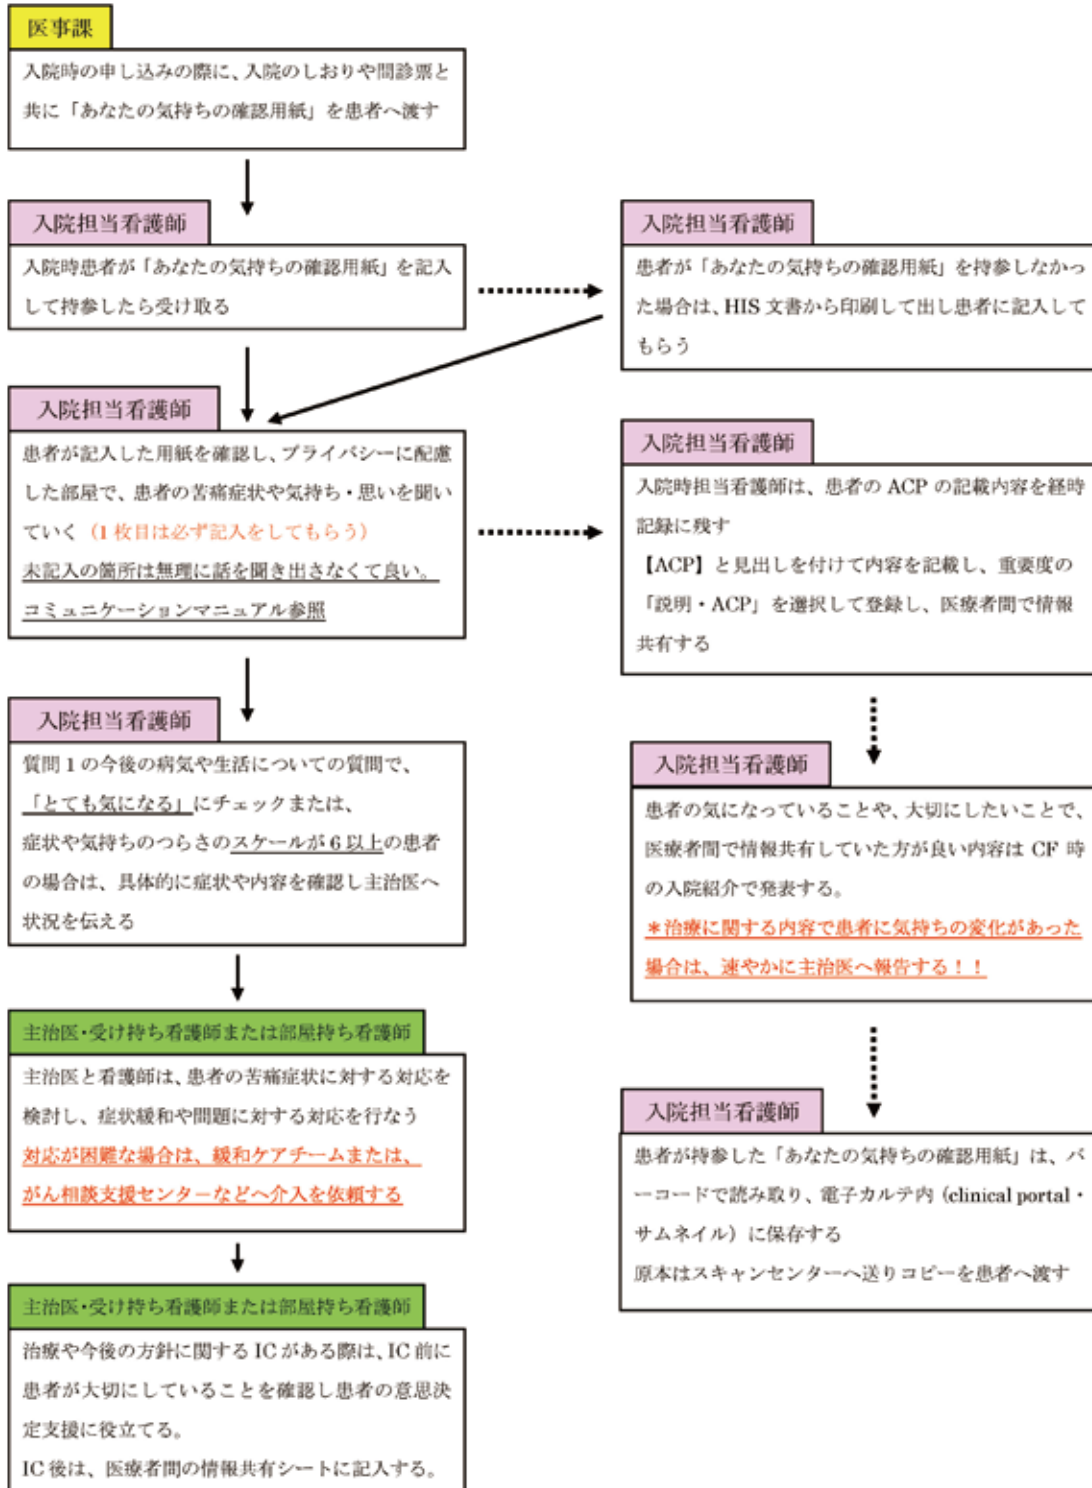 医事課
入院時の申し込みの際に、入院のしおりや問診票と
共に「あなたの気持ちの確認用紙」を患者へ渡す
入院担当看護師
入院時患者が「あなたの気持ちの確認用紙」を記入
して持参したら受け取る
入院担当看護師
患者が「あなたの気持ちの確認用紙」を持参しなかっ
た場合は、HIS 文書から印刷して出し患者に記入して
もらう
入院担当看護師
患者が記入した用紙を確認し、プライバシーに配慮
した部屋で、患者の苦痛症状や気持ち・思いを聞い
ていく（1 枚目は必ず記入をしてもらう）
未記入の箇所は無理に話を聞き出さなくて良い。
コミュニケーションマニュアル参照
入院担当看護師
入院時担当看護師は、患者の ACP の記載内容を経時
記録に残す
【ACP】と見出しを付けて内容を記載し、重要度の
「説明・ACP」を選択して登録し、医療者間で情報
共有する
入院担当看護師
質問 1 の今後の病気や生活についての質問で、
「とても気になる」にチェックまたは、
症状や気持ちのつらさのスケールが 6 以上の患者
の場合は、具体的に症状や内容を確認し主治医へ
状況を伝える
入院担当看護師
患者の気になっていることや、大切にしたいことで、
医療者間で情報共有していた方が良い内容は CF 時
の入院紹介で発表する。
＊治療に関する内容で患者に気持ちの変化があった
場合は、速やかに主治医へ報告する！！
主治医・受け持ち看護師または部屋持ち看護師
主治医と看護師は、患者の苦痛症状に対する対応を
検討し、症状緩和や問題に対する対応を行なう
対応が困難な場合は、緩和ケアチームまたは、
がん相談支援センターなどへ介入を依頼する
入院担当看護師
患者が持参した「あなたの気持ちの確認用紙」は、バ
ーコードで読み取り、電子カルテ内（clinical portal・
サムネイル）に保存する
原本はスキャンセンターへ送りコピーを患者へ渡す
主治医・受け持ち看護師または部屋持ち看護師
治療や今後の方針に関する IC がある際は、IC 前に
患者が大切にしていることを確認し患者の意思決
定支援に役立てる。
IC 後は、医療者間の情報共有シートに記入する。